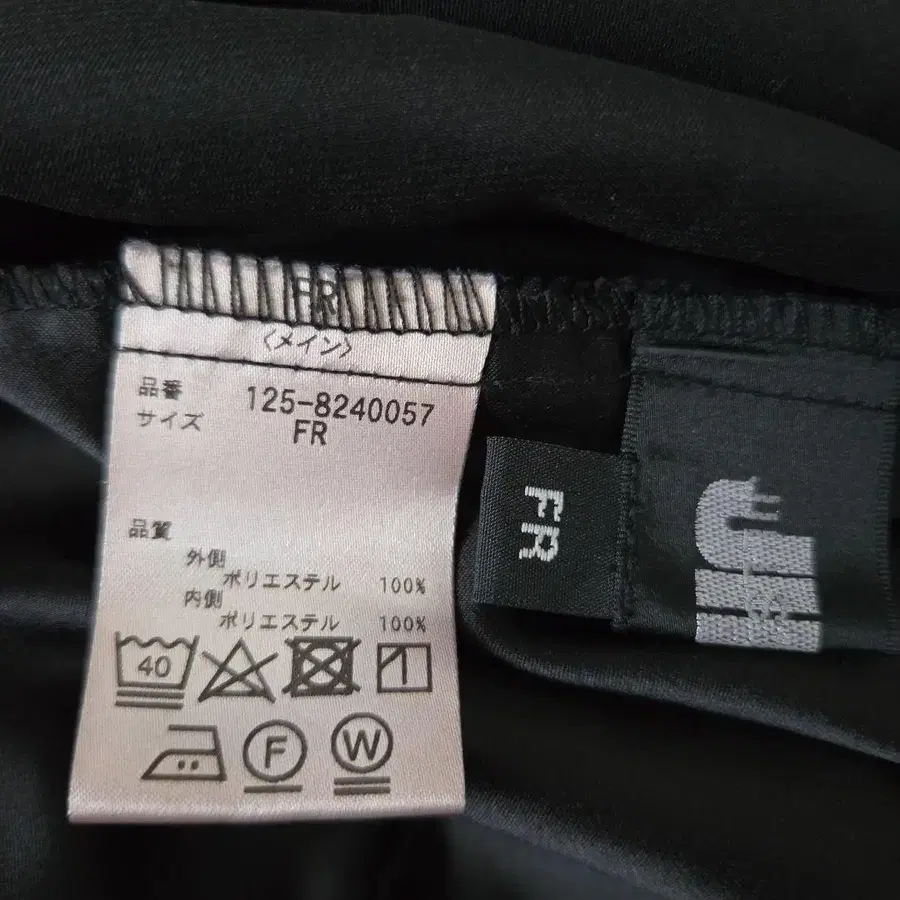 FR
〈メイン〉
品番 125-8240057
サイズ FR
品質
外側
ポリエステル 100%
内側
ポリエステル 100%
40
F
W
FR